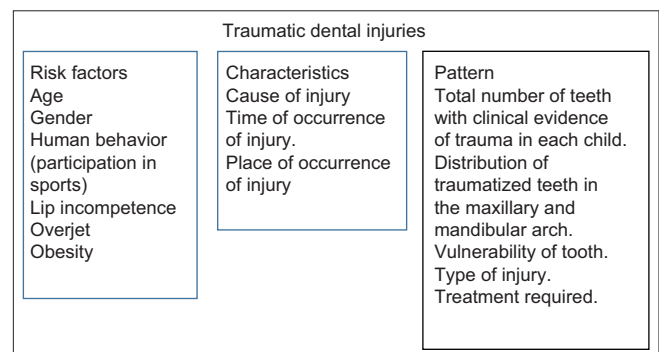 Traumatic dental injuries
Risk factors
Age
Gender
Human behavior
(participation in
sports)
Lip incompetence
Overjet
Obesity
Characteristics
Cause of injury
Time of occurrence
of injury.
Place of occurrence
of injury
Pattern
Total number of teeth
with clinical evidence
of trauma in each child.
Distribution of
traumatized teeth in
the maxillary and
mandibular arch.
Vulnerability of tooth.
Type of injury.
Treatment required.